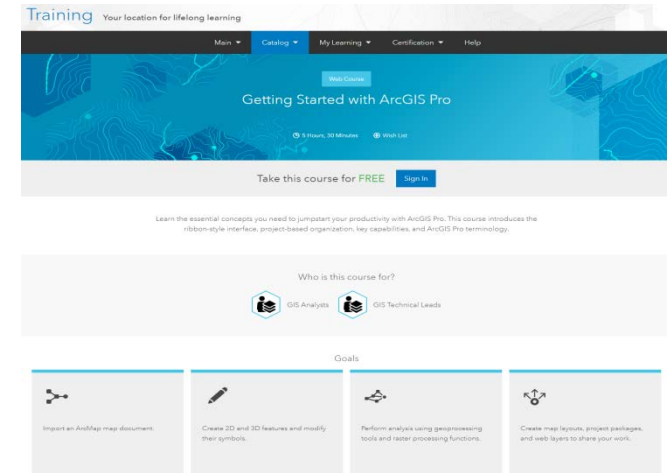 Training Your location for lifelong learning
Main Catalog My Learning Certification Help
Web Course
Getting Started with ArcGIS Pro
5 Hours, 30 Minutes Wish List
Take this course for FREE Sign In
Learn the essential concepts you need to jumpstart your productivity with ArcGIS Pro. This course introduces the
ribbon-style interface, project-based organization, key capabilities, and ArcGIS Pro terminology.
Who is this course for?
GIS Analysts GIS Technical Leads
Goals
Import an ArcMap map document.
Create 2D and 3D features and modify
their symbols.
Perform analysis using geoprocessing
tools and raster processing functions.
Create map layouts, project packages,
and web layers to share your work.